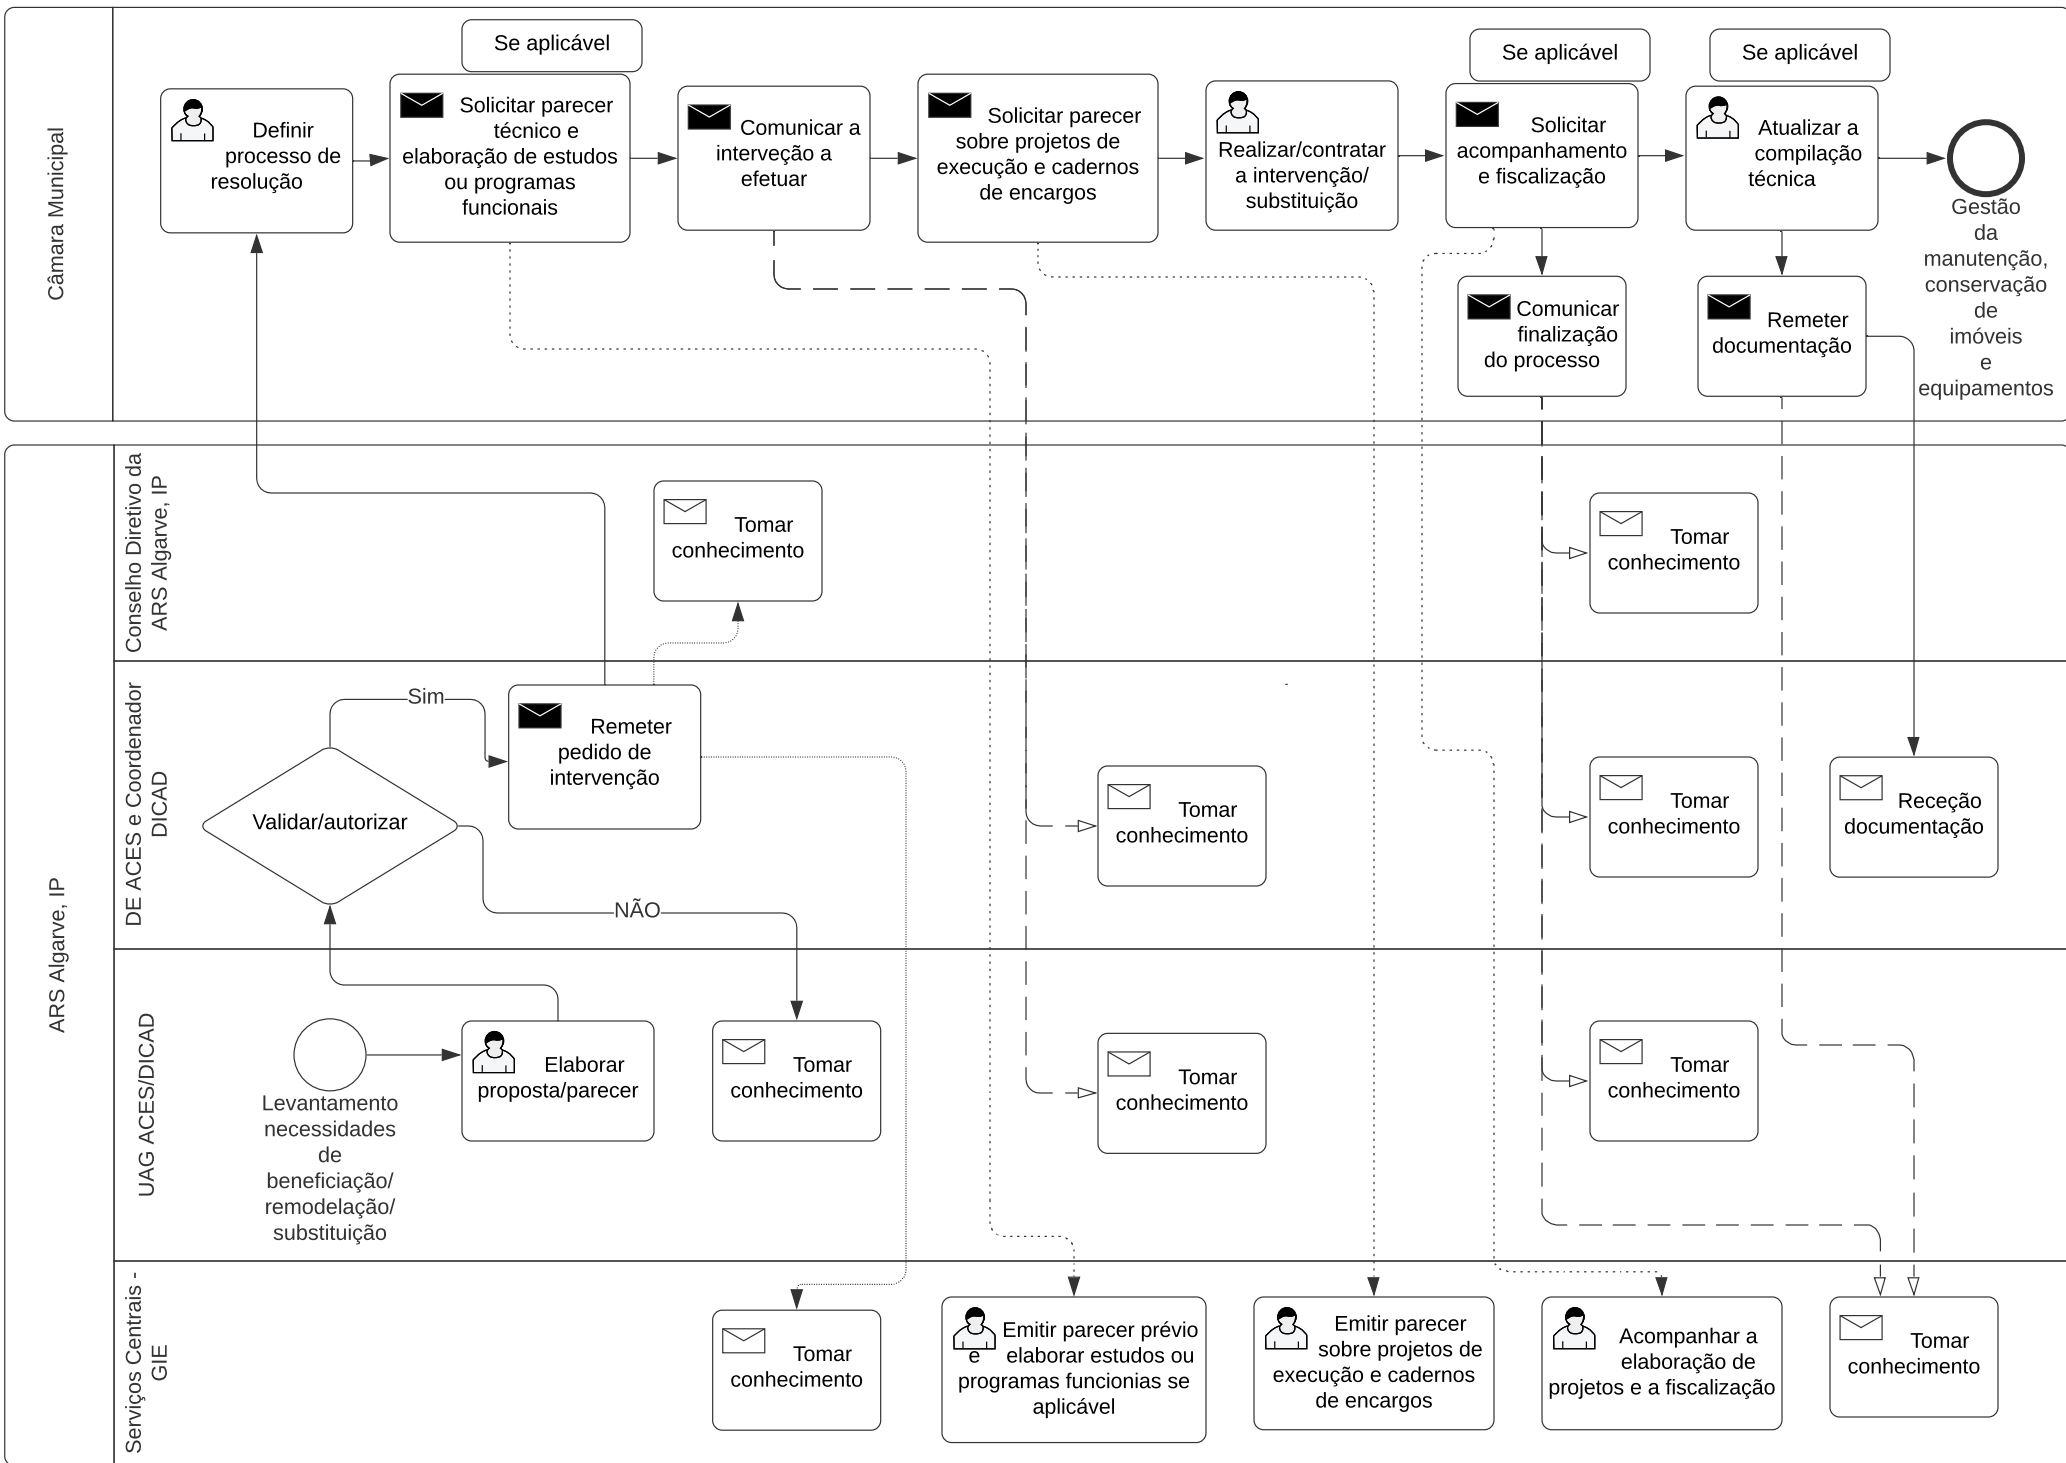 Câmara Municipal
Se aplicável
Se aplicável
Se aplicável
Definir
processo de
resolução
Solicitar parecer
técnico e
elaboração de estudos
ou programas
funcionais
Comunicar a
interveção a
efetuar
Solicitar parecer
sobre projetos de
execução e cadernos
de encargos
Realizar/contratar
a intervenção/
substituição
Solicitar
acompanhamento
e fiscalização
Atualizar a
compilação
técnica
Gestão
da
manutenção,
conservação
de
imóveis
e
equipamentos
Comunicar
finalização
do processo
Remeter
documentação
ARS Algarve, IP
Conselho Diretivo da
ARS Algarve, IP
Tomar
conhecimento
Tomar
conhecimento
DE ACES e Coordenador
DICAD
Sim
Validar/autorizar
Remeter
pedido de
intervenção
NÃO
Tomar
conhecimento
Tomar
conhecimento
Receção
documentação
UAG ACES/DICAD
Levantamento
necessidades
de
beneficiação/
remodelação/
substituição
Elaborar
proposta/parecer
Tomar
conhecimento
Tomar
conhecimento
Tomar
conhecimento
Serviços Centrais -
GIE
Tomar
conhecimento
Emitir parecer prévio
e elaborar estudos ou
programas funcionias se
aplicável
Emitir parecer
sobre projetos de
execução e cadernos
de encargos
Acompanhar a
elaboração de
projetos e a fiscalização
Tomar
conhecimento